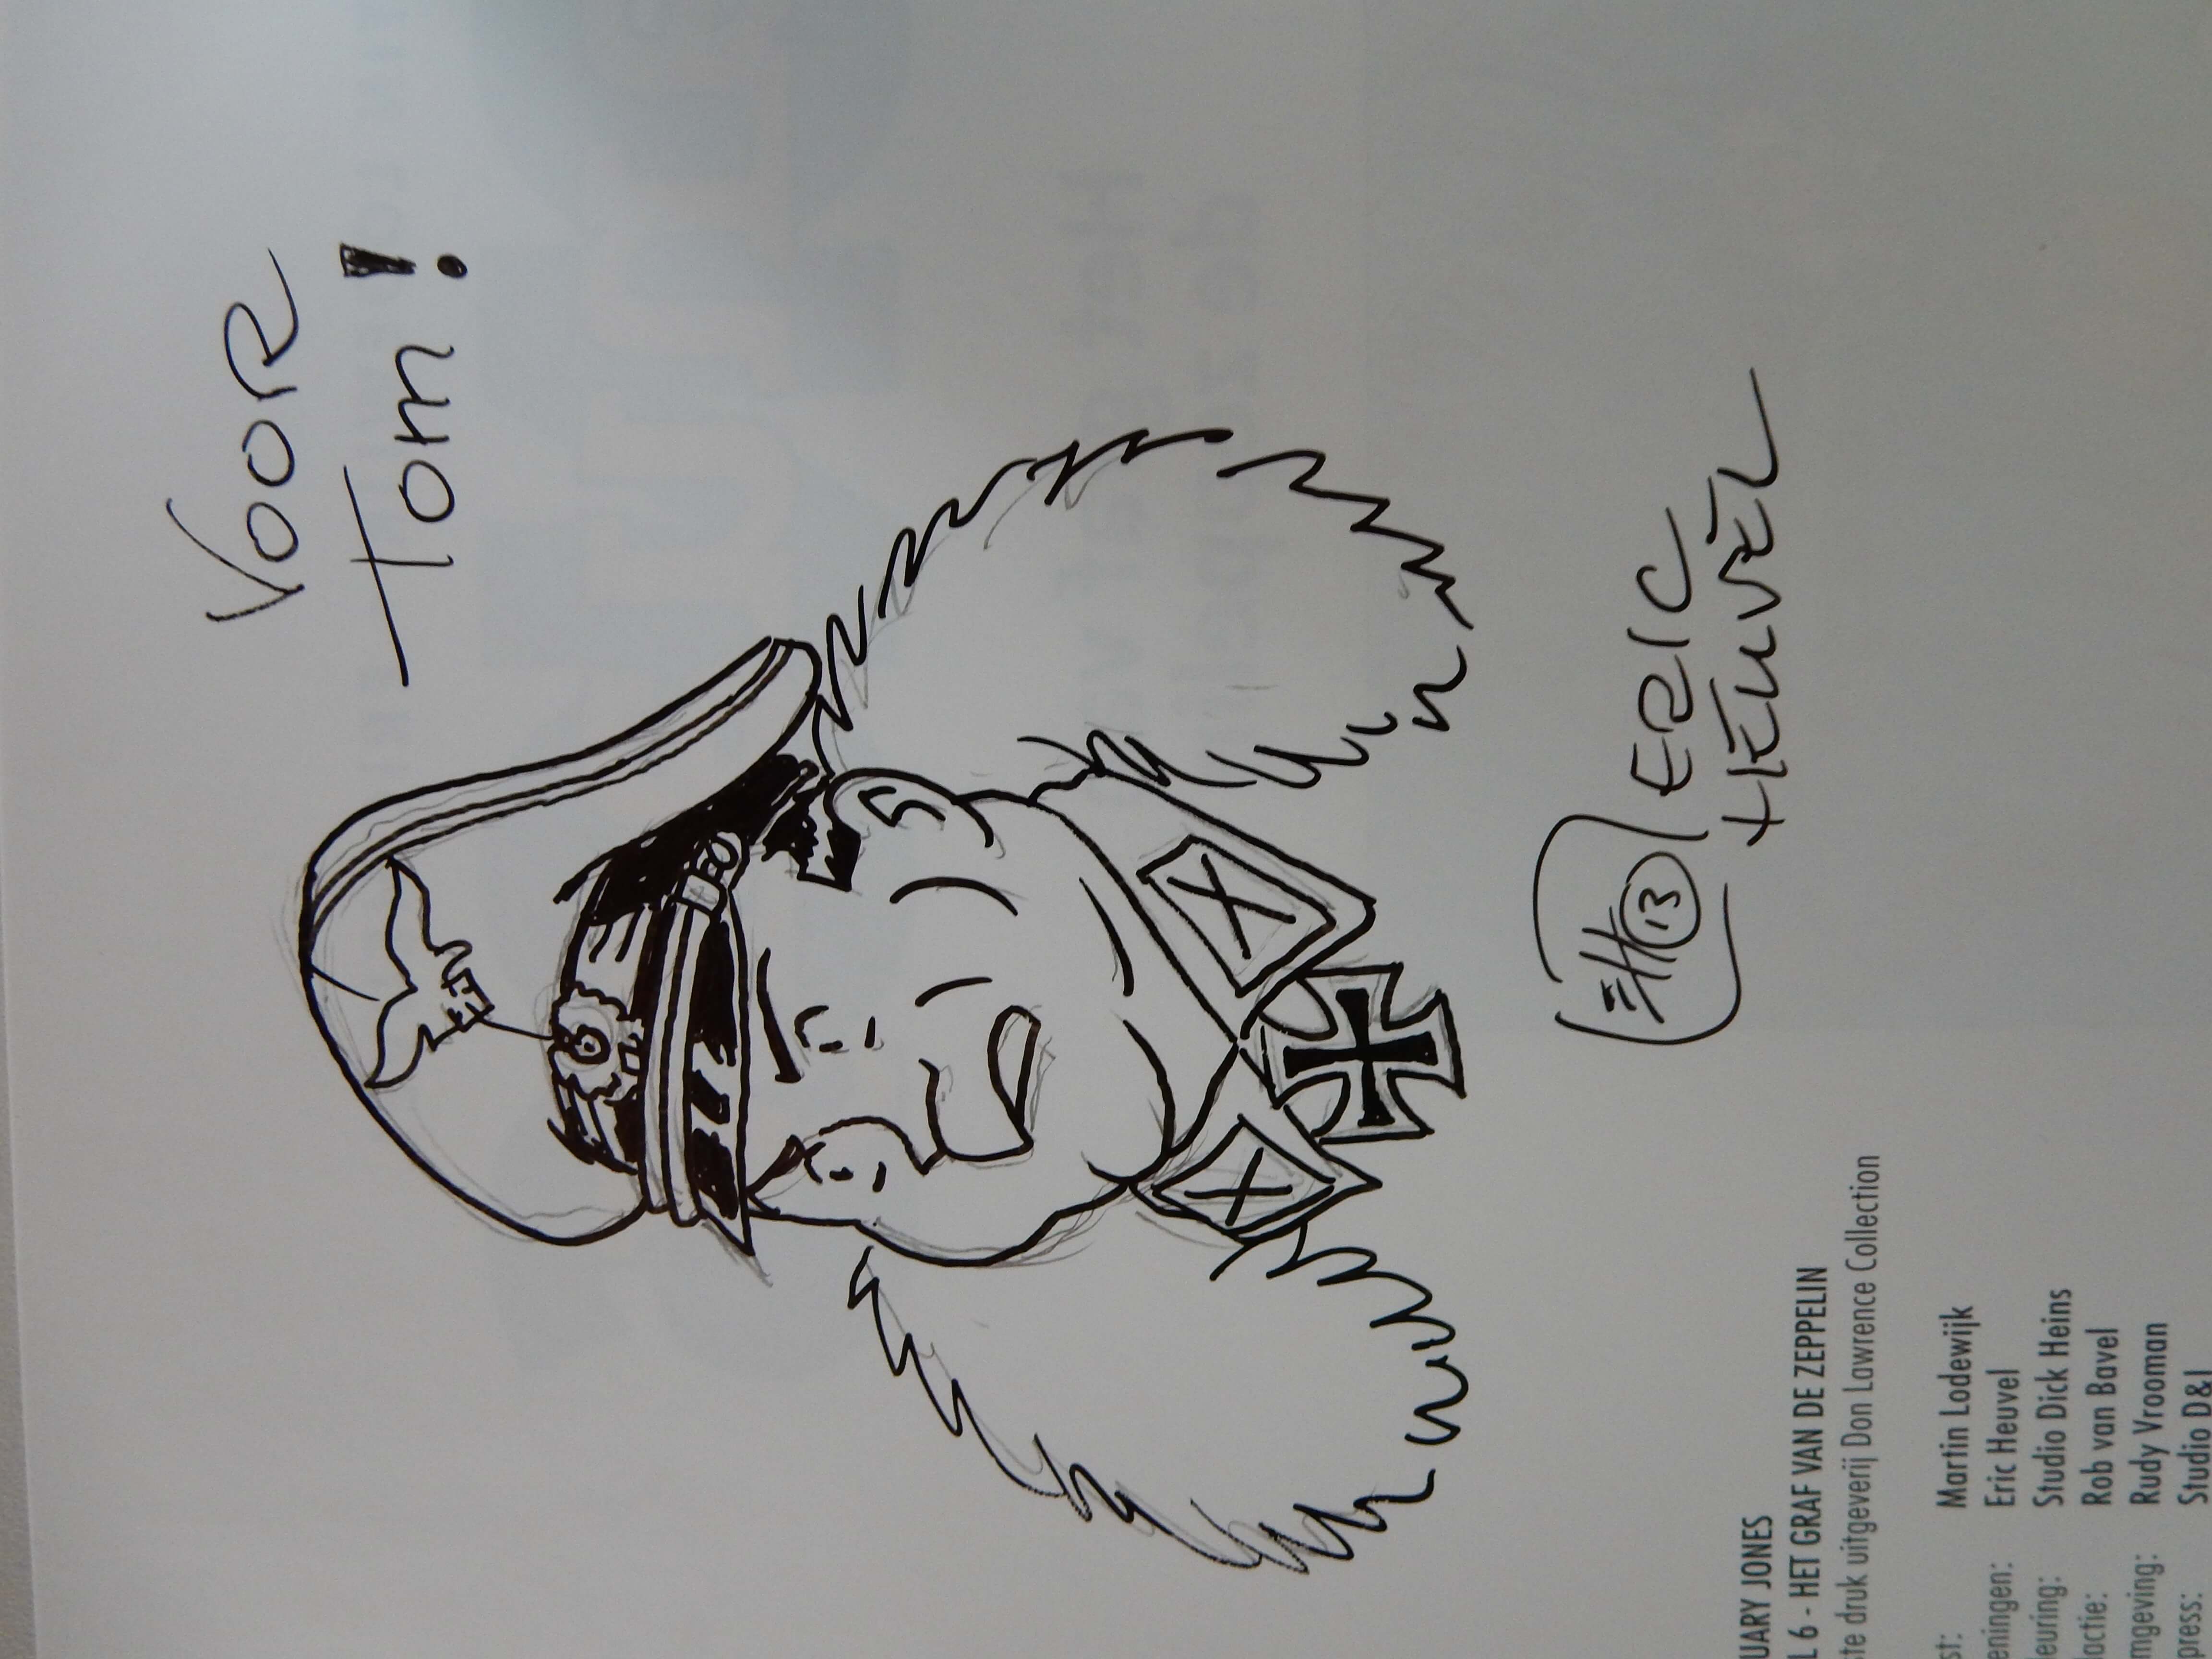 VOOR
TOM!
EH 13
ERIC
HEUVEL
UARY JONES
L 6 - HET GRAF VAN DE ZEPPELIN
ste druk uitgeverij Don Lawrence Collection
st: Martin Lodewijk
eningen: Eric Heuvel
leuring: Studio Dick Heins
dactie: Rob van Bavel
mgeving: Rudy Vrooman
press: Studio D&I